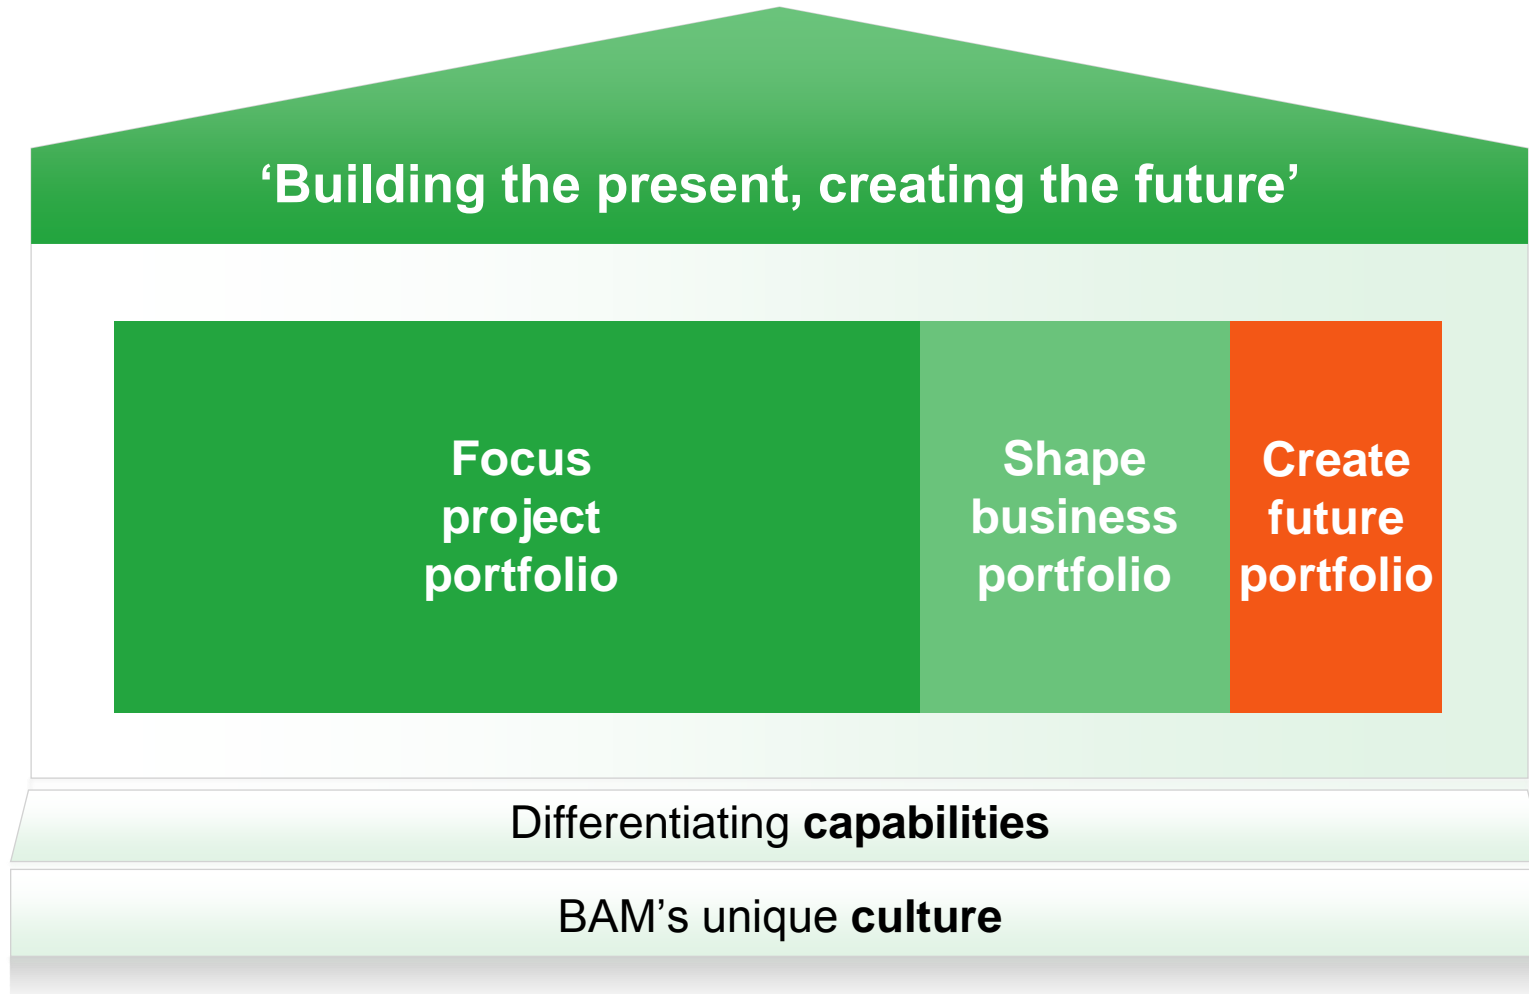 ‘Building the present, creating the future’
Focus
project
portfolio
Shape
business
portfolio
Create
future
portfolio
Differentiating capabilities
BAM’s unique culture